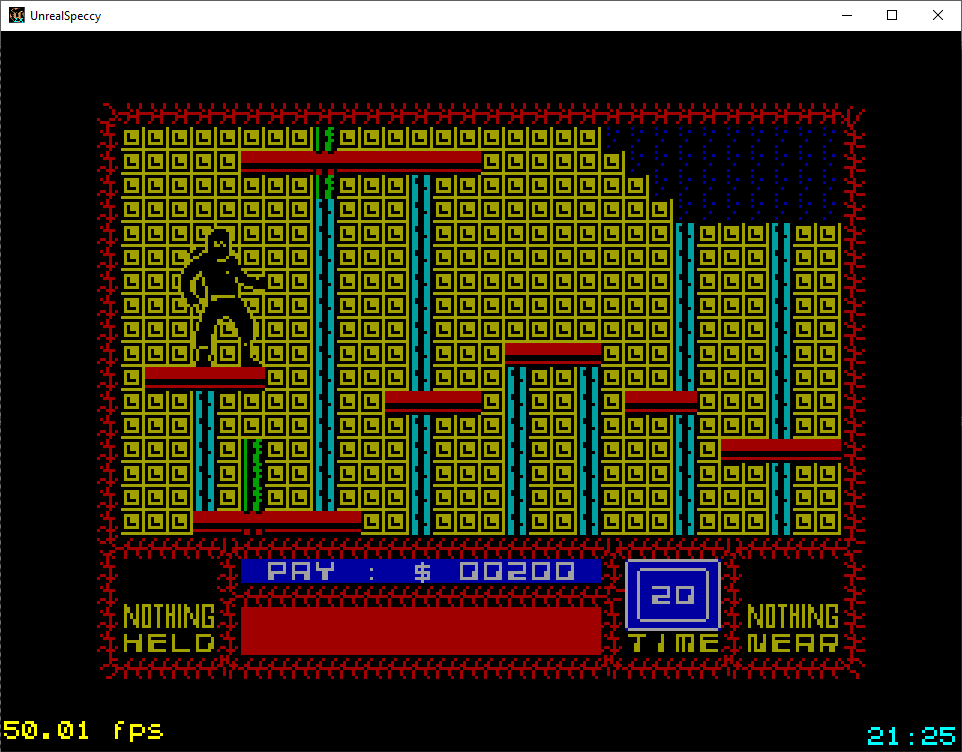 UnrealSpeccy
PAY : $ 00200
20
NOTHING
HELD
TIME
NOTHING
NEAR
50.01 fps
21:25